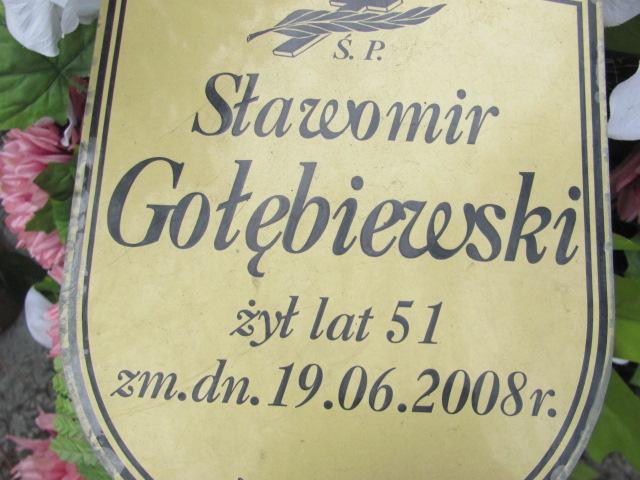 Ś. P.
Sławomir
Gołębiewski
żył lat 51
zm.dn.19.06.2008r.